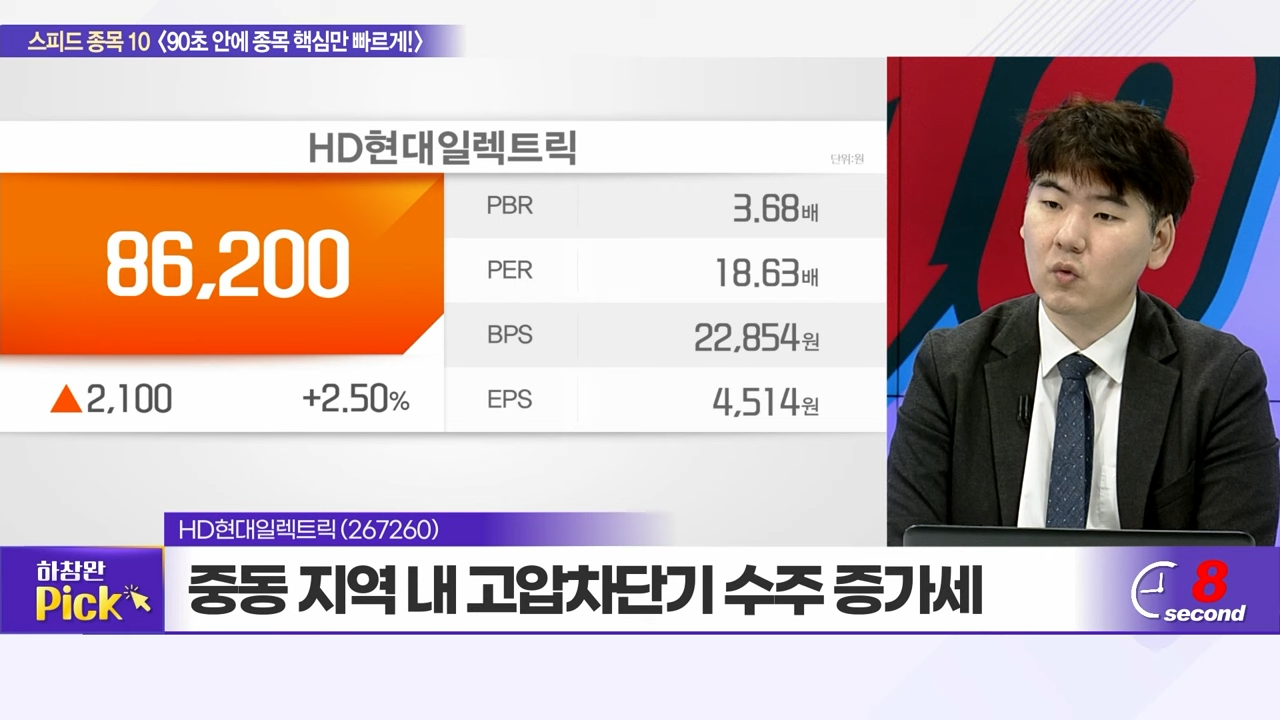 스피드 종목 10 <90초 안에 종목 핵심만 빠르게!>
HD현대일렉트릭
단위:원
86,200
▲2,100 +2.50%
PBR 3.68배
PER 18.63배
BPS 22,854원
EPS 4,514원
HD현대일렉트릭(267260)
하창완
Pick
중동 지역 내 고압차단기 수주 증가세
8
second